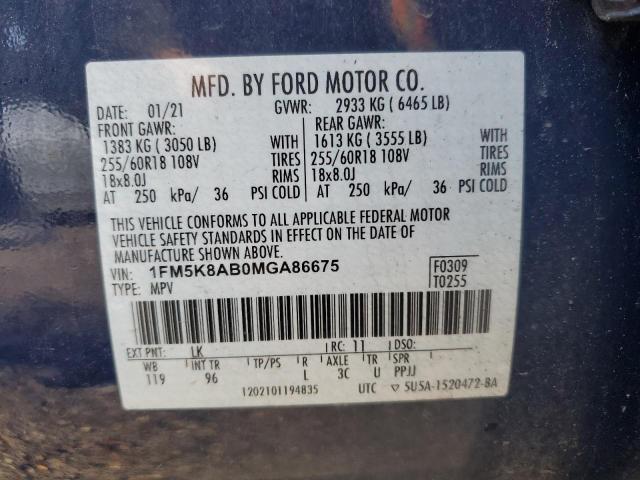 MFD. BY FORD MOTOR CO.
DATE: 01/21 GVWR: 2933 KG ( 6465 LB)
FRONT GAWR: REAR GAWR:
1383 KG ( 3050 LB) WITH 1613 KG ( 3555 LB) WITH
255/60R18 108V TIRES 255/60R18 108V TIRES
18x8.0J RIMS 18x8.0J RIMS
AT 250 kPa/ 36 PSI COLD AT 250 kPa/ 36 PSI COLD
THIS VEHICLE CONFORMS TO ALL APPLICABLE FEDERAL MOTOR
VEHICLE SAFETY STANDARDS IN EFFECT ON THE DATE OF
MANUFACTURE SHOWN ABOVE.
VIN: 1FM5K8AB0MGA86675 F0309
TYPE: MPV T0255
EXT PNT: LK RC: 11 DSO:
WB INT TR TP/PS R AXLE TR SPR
119 96 L 3C U PPJJ
1202101194835 UTC ▽ 5U5A-1520472-BA